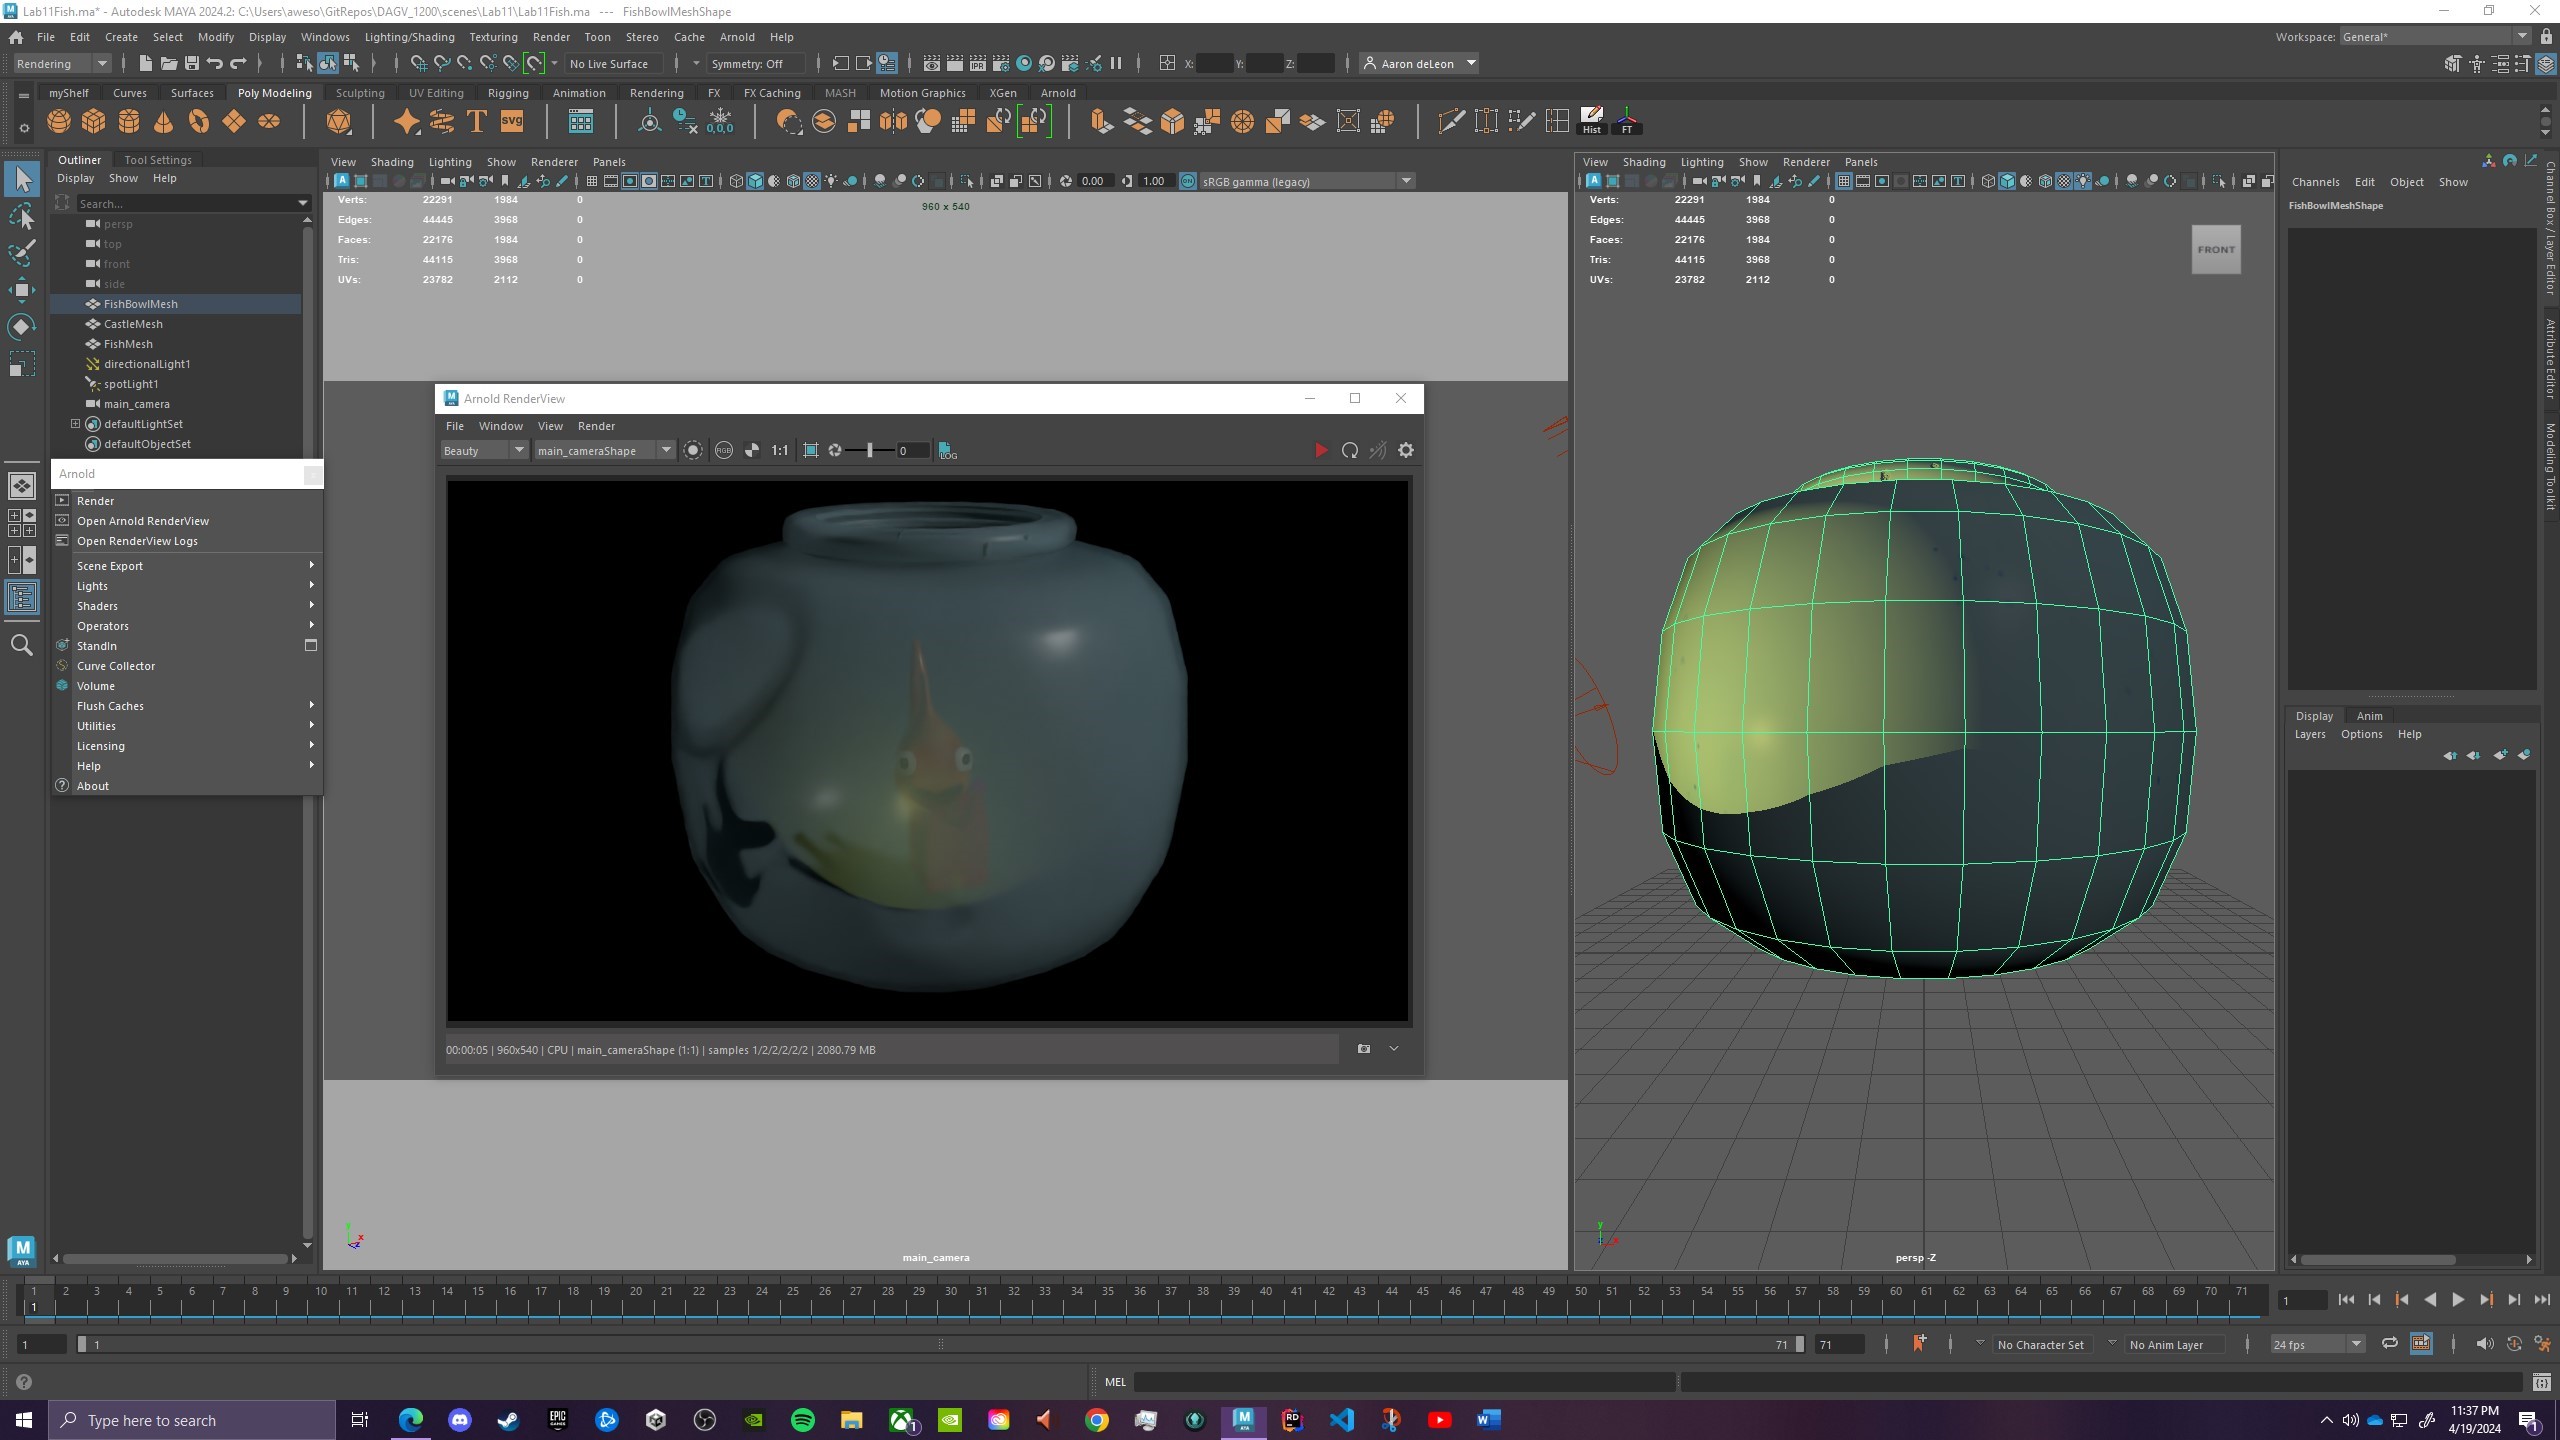 Lab11Fish.ma* - Autodesk MAYA 2024.2: C:\Users\aweso\GitRepos\DAGV_1200\scenes\Lab11\Lab11Fish.ma --- FishBowlMeshShape
File Edit Create Select Modify Display Windows Lighting/Shading Texturing Render Toon Stereo Cache Arnold Help
Workspace: General*
Rendering
No Live Surface
Symmetry: Off
IPR
X: Y: Z:
Aaron deLeon
myShelf Curves Surfaces Poly Modeling Sculpting UV Editing Rigging Animation Rendering FX FX Caching MASH Motion Graphics XGen Arnold
T SVG 0,0,0 Hist FT
Outliner Tool Settings
Display Show Help
Search...
persp
top
front
side
FishBowlMesh
CastleMesh
FishMesh
directionalLight1
spotLight1
main_camera
defaultLightSet
defaultObjectSet
Arnold
Render
Open Arnold RenderView
Open RenderView Logs
Scene Export
Lights
Shaders
Operators
StandIn
Curve Collector
Volume
Flush Caches
Utilities
Licensing
Help
About
View Shading Lighting Show Renderer Panels
0.00 1.00 sRGB gamma (legacy)
Verts: 22291 1984 0
Edges: 44445 3968 0
Faces: 22176 1984 0
Tris: 44115 3968 0
UVs: 23782 2112 0
960 x 540
Arnold RenderView
File Window View Render
Beauty main_cameraShape RGB 1:1 0 LOG
00:00:05 | 960x540 | CPU | main_cameraShape (1:1) | samples 1/2/2/2/2/2 | 2080.79 MB
main_camera
View Shading Lighting Show Renderer Panels
Verts: 22291 1984 0
Edges: 44445 3968 0
Faces: 22176 1984 0
Tris: 44115 3968 0
UVs: 23782 2112 0
FRONT
persp -Z
Channels Edit Object Show
FishBowlMeshShape
Channel Box / Layer Editor
Attribute Editor
Modeling Toolkit
Display Anim
Layers Options Help
1 2 3 4 5 6 7 8 9 10 11 12 13 14 15 16 17 18 19 20 21 22 23 24 25 26 27 28 29 30 31 32 33 34 35 36 37 38 39 40 41 42 43 44 45 46 47 48 49 50 51 52 53 54 55 56 57 58 59 60 61 62 63 64 65 66 67 68 69 70 71
1
1
1 1 71 71
No Character Set
No Anim Layer
24 fps
MEL
Type here to search
11:37 PM
4/19/2024